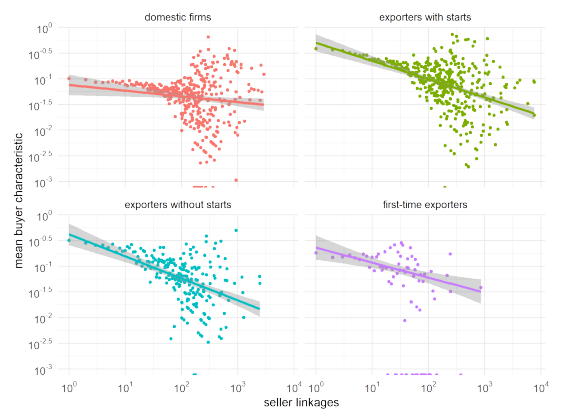 domestic firms exporters with starts
10^0
10^-0.5
10^-1
10^-1.5
10^-2
10^-2.5
10^-3
mean buyer characteristic
exporters without starts first-time exporters
10^0
10^-0.5
10^-1
10^-1.5
10^-2
10^-2.5
10^-3
10^0 10^1 10^2 10^3 10^4 10^0 10^1 10^2 10^3 10^4
seller linkages